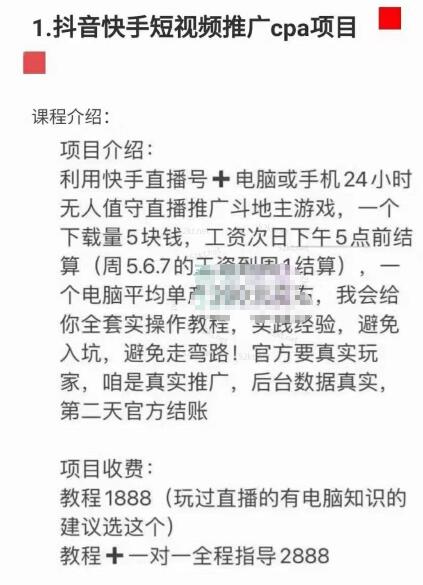 1.抖音快手短视频推广cpa项目
课程介绍：
项目介绍：
利用快手直播号➕电脑或手机24小时
无人值守直播推广斗地主游戏，一个
下载量5块钱，工资次日下午5点前结
算（周5.6.7的工资到周1结算），一
个电脑平均单产，我会给
你全套实操作教程，实践经验，避免
入坑，避免走弯路！官方要真实玩
家，咱是真实推广，后台数据真实，
第二天官方结账
项目收费：
教程1888（玩过直播的有电脑知识的
建议选这个）
教程➕一对一全程指导2888